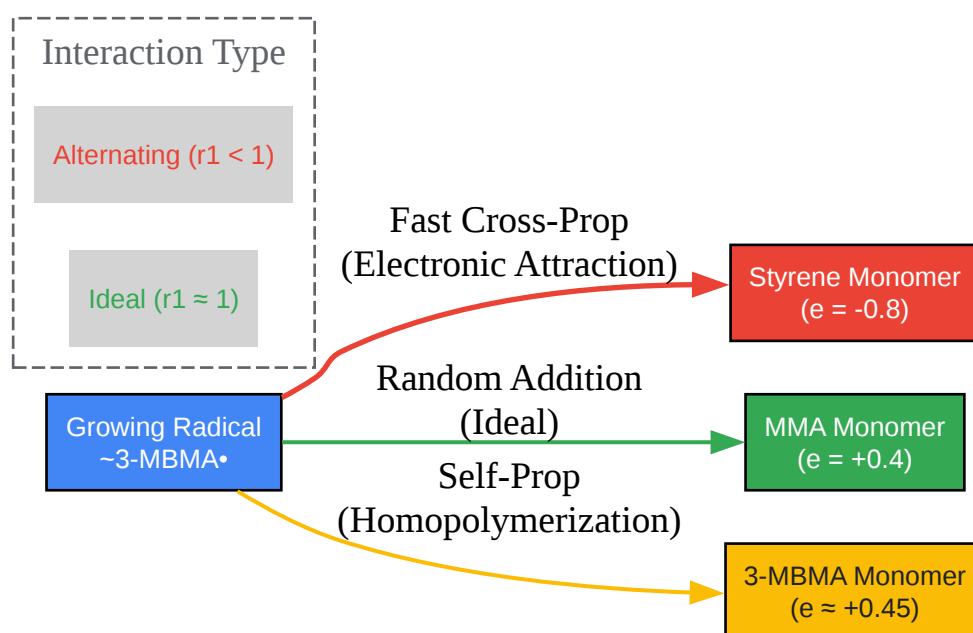 Interaction Type
Alternating (r1 < 1)
Ideal (r1 ≈ 1)
Fast Cross-Prop
(Electronic Attraction)
Styrene Monomer
(e = -0.8)
Random Addition
(Ideal)
Growing Radical
~3-MBMA•
MMA Monomer
(e = +0.4)
Self-Prop
(Homopolymerization)
3-MBMA Monomer
(e ≈ +0.45)